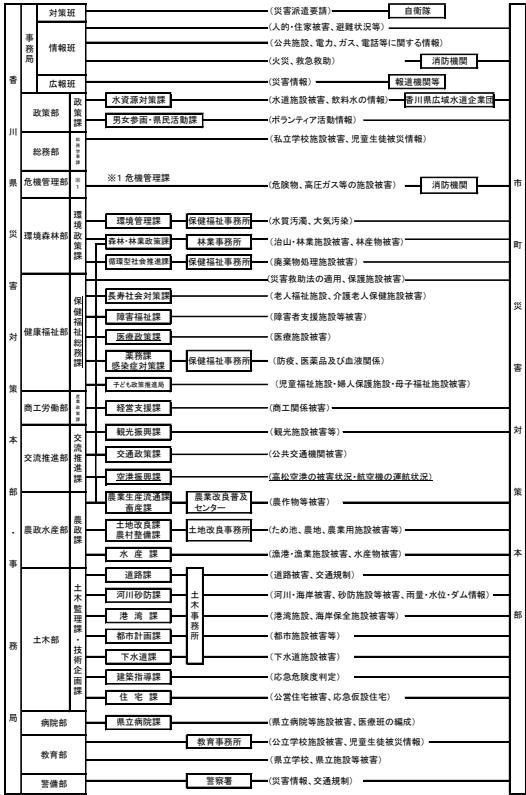 香川県災害対策本部・事務局
事務局
対策班
(災害派遣要請)
自衛隊
情報班
(人的・住家被害、避難状況等)
(公共施設、電力、ガス、電話等に関する情報)
(火災、救急救助)
消防機関
広報班
(災害情報)
報道機関等
政策部
政策課
水資源対策課
(水道施設被害、飲料水の情報)
香川県広域水道企業団
男女参画・県民活動課
(ボランティア活動情報)
総務部
総務学事課
(私立学校施設被害、児童生徒被災情報)
危機管理部
※1
※1 危機管理課
(危険物、高圧ガス等の施設被害)
消防機関
環境森林部
環境政策課
環境管理課
保健福祉事務所
(水質汚濁、大気汚染)
森林・林業政策課
林業事務所
(治山・林業施設被害、林産物被害)
循環型社会推進課
保健福祉事務所
(廃棄物処理施設被害)
健康福祉部
保健福祉総務課
(災害救助法の適用、保護施設被害)
長寿社会対策課
(老人福祉施設、介護老人保健施設被害)
障害福祉課
(障害者支援施設等被害)
医療政策課
(医療施設被害)
薬務課
感染症対策課
保健福祉事務所
(防疫、医薬品及び血液関係)
子ども政策推進局
(児童福祉施設・婦人保護施設・母子福祉施設被害)
商工労働部
産業政策課
経営支援課
(商工関係被害)
交流推進部
交流推進課
観光振興課
(観光施設被害等)
交通政策課
(公共交通機関被害)
空港振興課
(高松空港の被害状況・航空機の運航状況)
農政水産部
農政課
農業生産流通課
畜産課
農業改良普及
センター
(農作物等被害)
土地改良課
農村整備課
土地改良事務所
(ため池、農地、農業用施設被害等)
水 産 課
(漁港・漁業施設被害、水産物被害)
土木部
土木監理課・技術企画課
土木事務所
道路課
(道路被害、交通規制)
河川砂防課
(河川・海岸被害、砂防施設等被害、雨量・水位・ダム情報)
港 湾 課
(港湾施設、海岸保全施設被害等)
都市計画課
(都市施設被害等)
下水道課
(下水道施設被害)
建築指導課
(応急危険度判定)
住 宅 課
(公営住宅被害、応急仮設住宅)
病院部
県立病院課
(県立病院等施設被害、医療班の編成)
教育部
教育事務所
(公立学校施設被害、児童生徒被災情報)
(県立学校、県立施設等被害)
警備部
警察署
(災害情報、交通規制)
市町災害対策本部